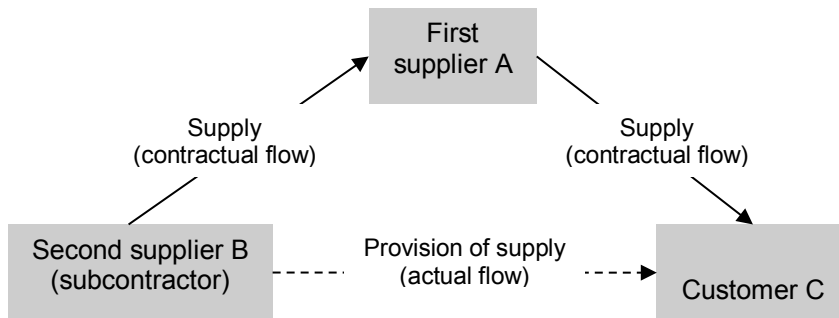 First
supplier A
Supply
(contractual flow)
Supply
(contractual flow)
Second supplier B
(subcontractor)
Provision of supply
(actual flow)
Customer C